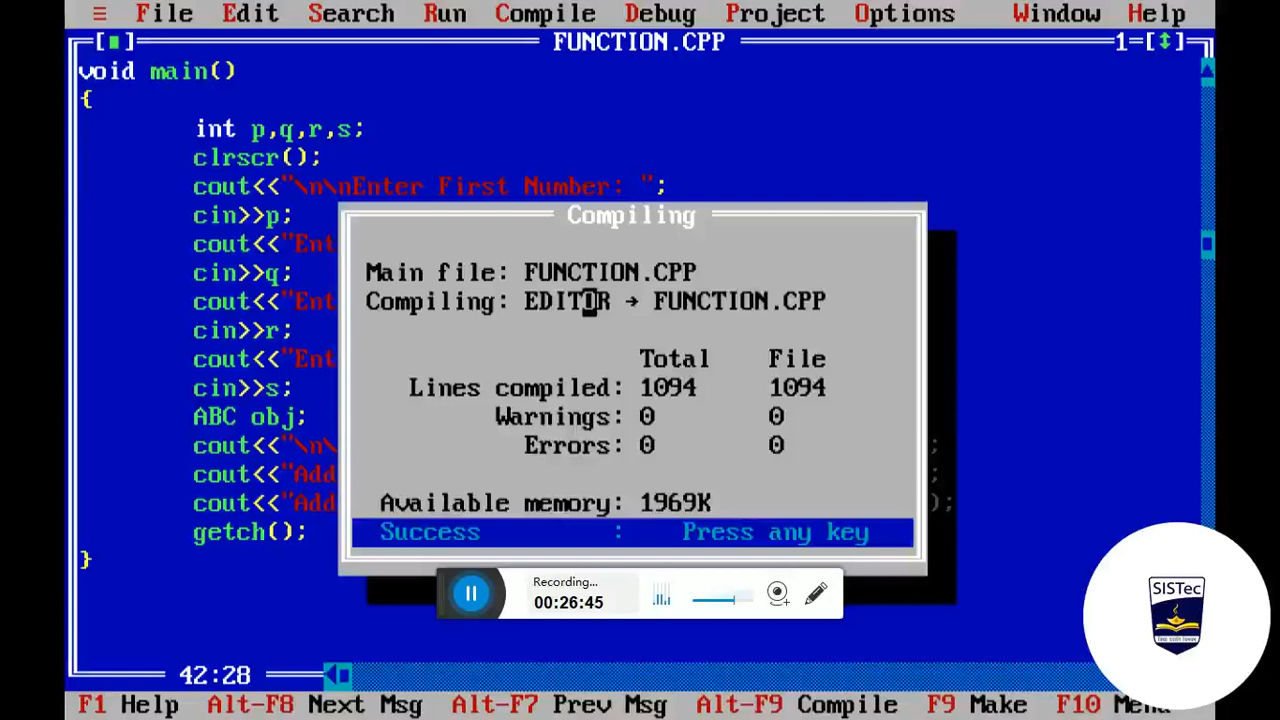 ≡ File Edit Search Run Compile Debug Project Options Window Help
[■] FUNCTION.CPP 1=[↕]
void main()
{
int p,q,r,s;
clrscr();
cout<<"\n\nEnter First Number: ";
cin>>p;
cout<<"Ent
cin>>q;
cout<<"Ent
cin>>r;
cout<<"Ent
cin>>s;
ABC obj;
cout<<"\n\ ;
cout<<"Add ;
cout<<"Add );
getch();
}
Compiling
Main file: FUNCTION.CPP
Compiling: EDITOR → FUNCTION.CPP
Total File
Lines compiled: 1094 1094
Warnings: 0 0
Errors: 0 0
Available memory: 1969K
Success : Press any key
Recording...
00:26:45
SISTec
42:28
F1 Help Alt-F8 Next Msg Alt-F7 Prev Msg Alt-F9 Compile F9 Make F10 Menu